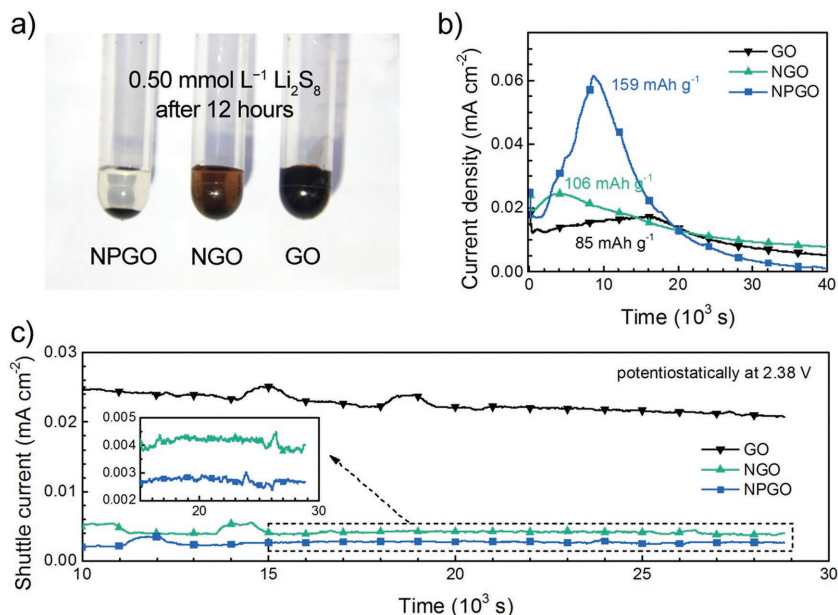 a)
0.50 mmol L⁻¹ Li₂S₈
after 12 hours
NPGO NGO GO
b)
Current density (mA cm⁻²)
0.06
0.04
0.02
0.00
0 10 20 30 40
Time (10³ s)
GO
NGO
NPGO
159 mAh g⁻¹
106 mAh g⁻¹
85 mAh g⁻¹
c)
Shuttle current (mA cm⁻²)
0.03
0.02
0.01
0.00
10 15 20 25 30
Time (10³ s)
potentiostatically at 2.38 V
GO
NGO
NPGO
0.005
0.004
0.003
0.002
20 30